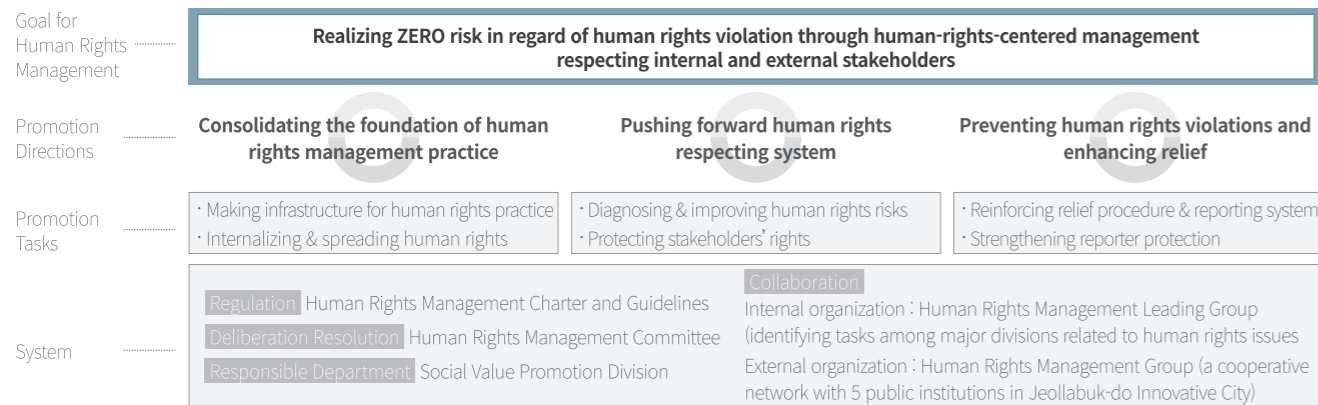 Goal for
Human Rights
Management
Realizing ZERO risk in regard of human rights violation through human-rights-centered management
respecting internal and external stakeholders
Promotion
Directions
Consolidating the foundation of human
rights management practice
Pushing forward human rights
respecting system
Preventing human rights violations and
enhancing relief
Promotion
Tasks
· Making infrastructure for human rights practice
· Internalizing & spreading human rights
· Diagnosing & improving human rights risks
· Protecting stakeholders’ rights
· Reinforcing relief procedure & reporting system
· Strengthening reporter protection
System
Regulation Human Rights Management Charter and Guidelines
Deliberation Resolution Human Rights Management Committee
Responsible Department Social Value Promotion Division
Collaboration
Internal organization : Human Rights Management Leading Group
(identifying tasks among major divisions related to human rights issues
External organization : Human Rights Management Group (a cooperative
network with 5 public institutions in Jeollabuk-do Innovative City)